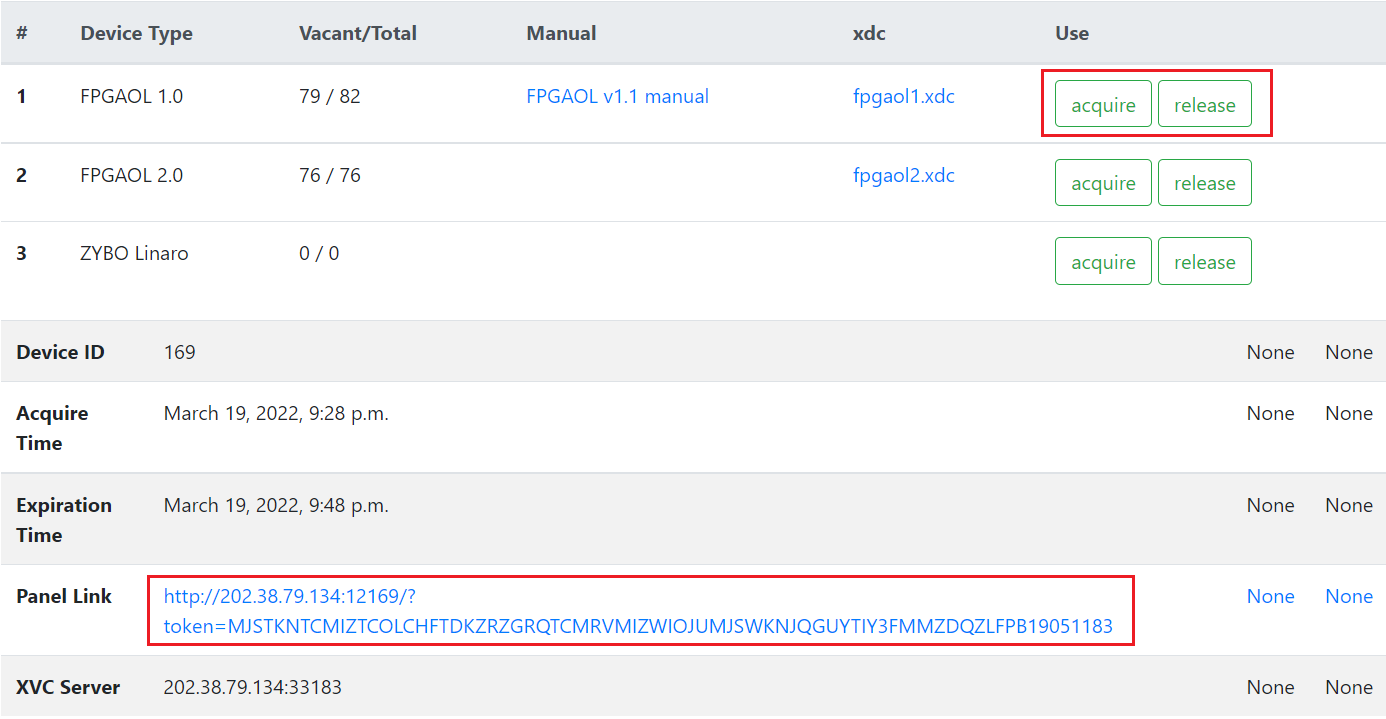 # Device Type Vacant/Total Manual xdc Use
1 FPGAOL 1.0 79 / 82 FPGAOL v1.1 manual fpgaol1.xdc acquire release
2 FPGAOL 2.0 76 / 76 fpgaol2.xdc acquire release
3 ZYBO Linaro 0 / 0 acquire release
Device ID 169 None None
Acquire March 19, 2022, 9:28 p.m. None None
Time
Expiration March 19, 2022, 9:48 p.m. None None
Time
Panel Link http://202.38.79.134:12169/? None None
token=MJSTKNTCMIZTCOLCHFTDKZRZGRQTCMRVMIZWIOJUMJSWKNJQGUYTIY3FMMZDQZLFPB19051183
XVC Server 202.38.79.134:33183 None None